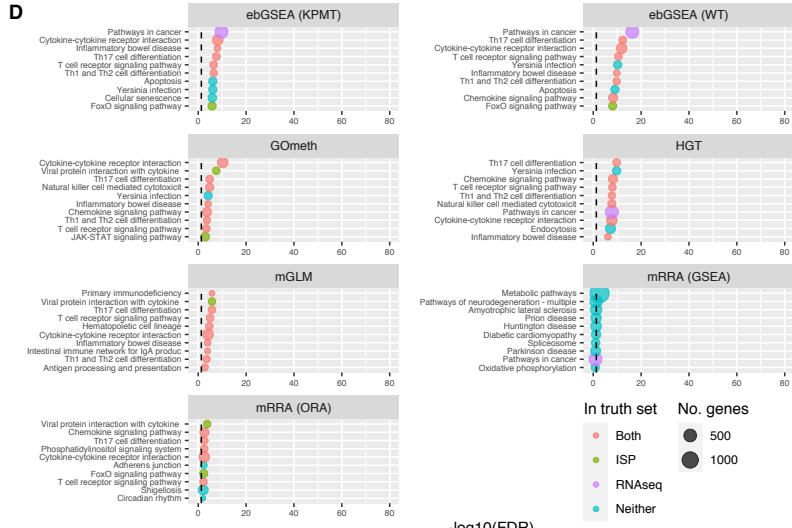 D
ebGSEA (KPMT)
Pathways in cancer
Cytokine-cytokine receptor interaction
Inflammatory bowel disease
Th17 cell differentiation
T cell receptor signaling pathway
Th1 and Th2 cell differentiation
Apoptosis
Yersinia infection
Cellular senescence
FoxO signaling pathway
0 20 40 60 80
ebGSEA (WT)
Pathways in cancer
Th17 cell differentiation
Cytokine-cytokine receptor interaction
T cell receptor signaling pathway
Yersinia infection
Inflammatory bowel disease
Th1 and Th2 cell differentiation
Apoptosis
Chemokine signaling pathway
FoxO signaling pathway
0 20 40 60 80
GOmeth
Cytokine-cytokine receptor interaction
Viral protein interaction with cytokine
Th17 cell differentiation
Natural killer cell mediated cytotoxicit
Yersinia infection
Inflammatory bowel disease
Chemokine signaling pathway
Th1 and Th2 cell differentiation
T cell receptor signaling pathway
JAK-STAT signaling pathway
0 20 40 60 80
HGT
Th17 cell differentiation
Yersinia infection
Chemokine signaling pathway
T cell receptor signaling pathway
Th1 and Th2 cell differentiation
Natural killer cell mediated cytotoxicit
Pathways in cancer
Cytokine-cytokine receptor interaction
Endocytosis
Inflammatory bowel disease
0 20 40 60 80
mGLM
Primary immunodeficiency
Viral protein interaction with cytokine
Th17 cell differentiation
T cell receptor signaling pathway
Hematopoietic cell lineage
Cytokine-cytokine receptor interaction
Inflammatory bowel disease
Intestinal immune network for IgA produc
Th1 and Th2 cell differentiation
Antigen processing and presentation
0 20 40 60 80
mRRA (GSEA)
Metabolic pathways
Pathways of neurodegeneration - multiple
Amyotrophic lateral sclerosis
Prion disease
Huntington disease
Diabetic cardiomyopathy
Spliceosome
Parkinson disease
Pathways in cancer
Oxidative phosphorylation
0 20 40 60 80
mRRA (ORA)
Viral protein interaction with cytokine
Chemokine signaling pathway
Th17 cell differentiation
Phosphatidylinositol signaling system
Cytokine-cytokine receptor interaction
Adherens junction
FoxO signaling pathway
T cell receptor signaling pathway
Shigellosis
Circadian rhythm
0 20 40 60 80
In truth set
Both
ISP
RNAseq
Neither
No. genes
500
1000
-log10(FDR)